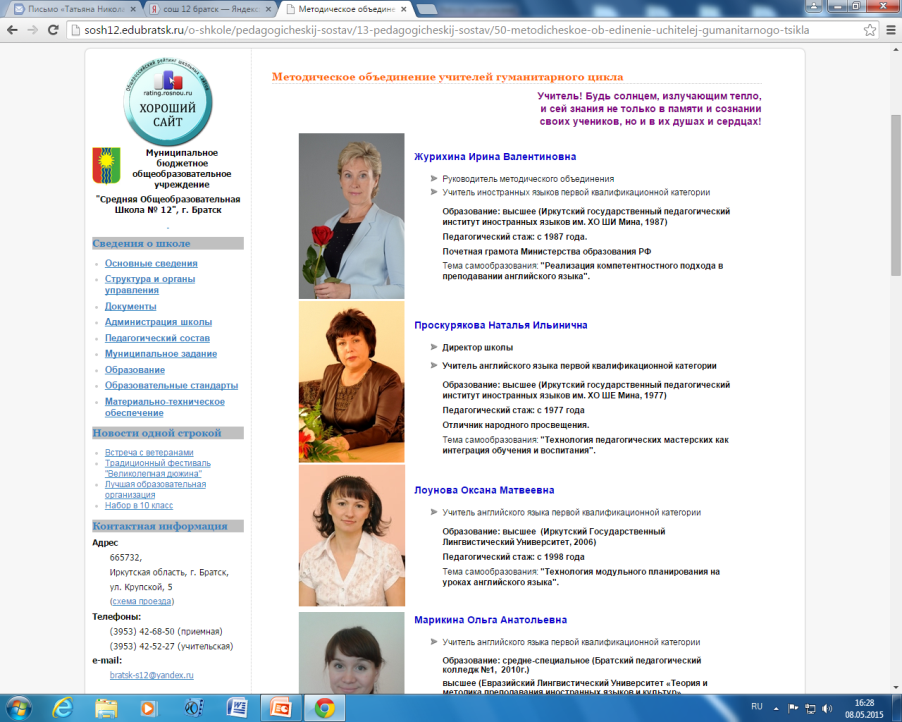 Письмо «Татьяна Никола
сош 12 братск — Яндекс
Методическое объедине
sosh12.edubratsk.ru/o-shkole/pedagogicheskij-sostav/13-pedagogicheskij-sostav/50-metodicheskoe-ob-edinenie-uchitelej-gumanitarnogo-tsikla
Общероссийский рейтинг школьных сайтов
rating.rosnou.ru
ХОРОШИЙ
САЙТ
Муниципальное
бюджетное
общеобразовательное
учреждение
"Средняя Общеобразовательная
Школа № 12", г. Братск
Сведения о школе
Основные сведения
Структура и органы
управления
Документы
Администрация школы
Педагогический состав
Муниципальное задание
Образование
Образовательные стандарты
Материально-техническое
обеспечение
Новости одной строкой
Встреча с ветеранами
Традиционный фестиваль
"Великолепная дюжина"
Лучшая образовательная
организация
Набор в 10 класс
Контактная информация
Адрес
665732,
Иркутская область, г. Братск,
ул. Крупской, 5
(схема проезда)
Телефоны:
(3953) 42-68-50 (приемная)
(3953) 42-52-27 (учительская)
e-mail:
bratsk-s12@yandex.ru
Методическое объединение учителей гуманитарного цикла
Учитель! Будь солнцем, излучающим тепло,
и сей знания не только в памяти и сознании
своих учеников, но и в их душах и сердцах!
Журихина Ирина Валентиновна
Руководитель методического объединения
Учитель иностранных языков первой квалификационной категории
Образование: высшее (Иркутский государственный педагогический
институт иностранных языков им. ХО ШИ Мина, 1987)
Педагогический стаж: с 1987 года.
Почетная грамота Министерства образования РФ
Тема самообразования: "Реализация компетентностного подхода в
преподавании английского языка".
Проскурякова Наталья Ильинична
Директор школы
Учитель английского языка первой квалификационной категории
Образование: высшее (Иркутский государственный педагогический
институт иностранных языков им. ХО ШЕ Мина, 1977)
Педагогический стаж: с 1977 года
Отличник народного просвещения.
Тема самообразования: "Технология педагогических мастерских как
интеграция обучения и воспитания".
Лоунова Оксана Матвеевна
Учитель английского языка первой квалификационной категории
Образование: высшее (Иркутский Государственный
Лингвистический Университет, 2006)
Педагогический стаж: с 1998 года
Тема самообразования: "Технология модульного планирования на
уроках английского языка".
Марикина Ольга Анатольевна
Учитель английского языка первой квалификационной категории
Образование: средне-специальное (Братский педагогический
колледж №1, 2010г.)
высшее (Евразийский Лингвистический Университет «Теория и
методика преподавания иностранных языков и культур»
RU
16:28
08.05.2015